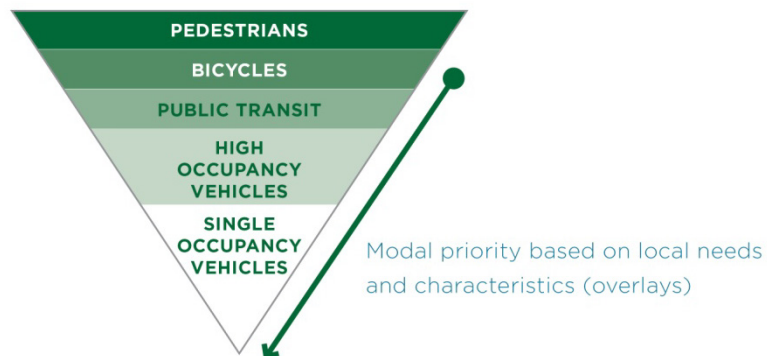 PEDESTRIANS
BICYCLES
PUBLIC TRANSIT
HIGH
OCCUPANCY
VEHICLES
SINGLE
OCCUPANCY
VEHICLES
Modal priority based on local needs
and characteristics (overlays)